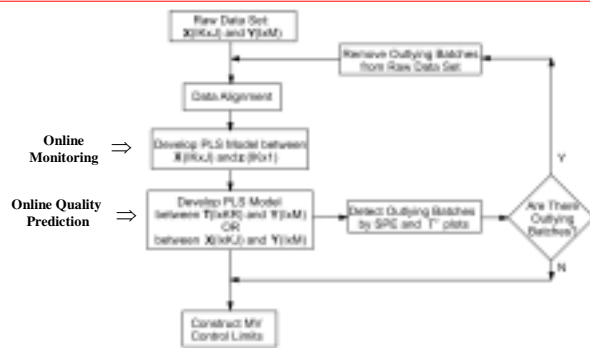 Raw Data Set
X(IKxJ) and Y(IxM)
Remove Outlying Batches
from Raw Data Set
Data Alignment
Online
Monitoring ⇒
Develop PLS Model between
X(IKxJ) and z(IKx1)
Y
Online Quality
Prediction ⇒
Develop PLS Model
between T(IxKR) and Y(IxM)
OR
between X(IxKJ) and Y(IxM)
Detect Outlying Batches
by SPE and plots
Are There
Outlying
Batches?
N
Construct MV
Control Limits